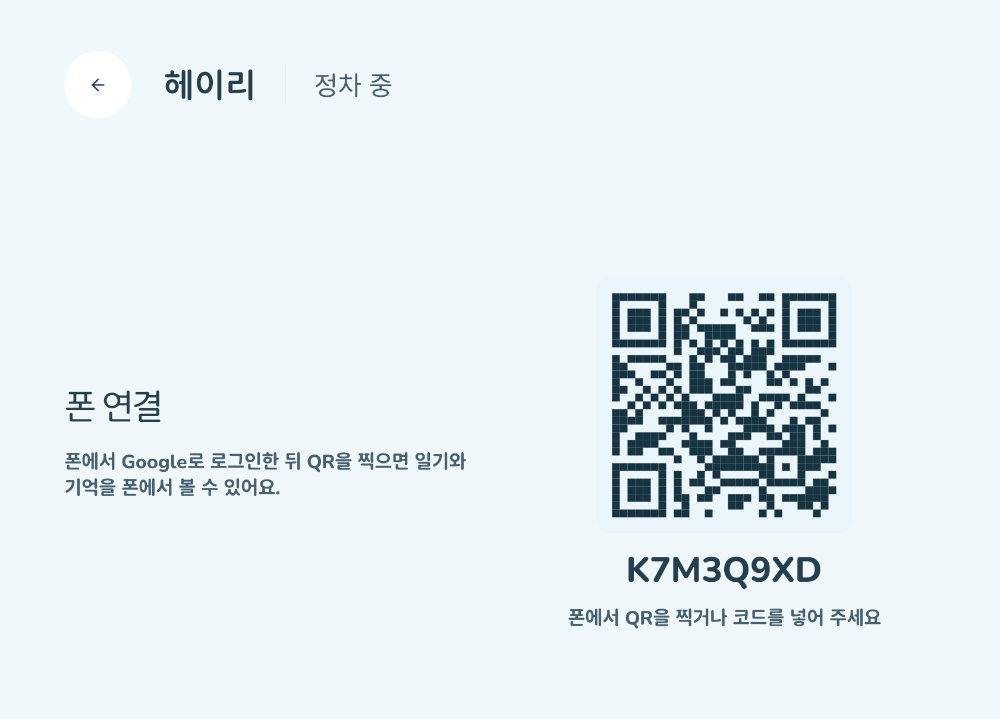 헤이리
정차 중
폰 연결
폰에서 Google로 로그인한 뒤 QR을 찍으면 일기와
기억을 폰에서 볼 수 있어요.
K7M3Q9XD
폰에서 QR을 찍거나 코드를 넣어 주세요